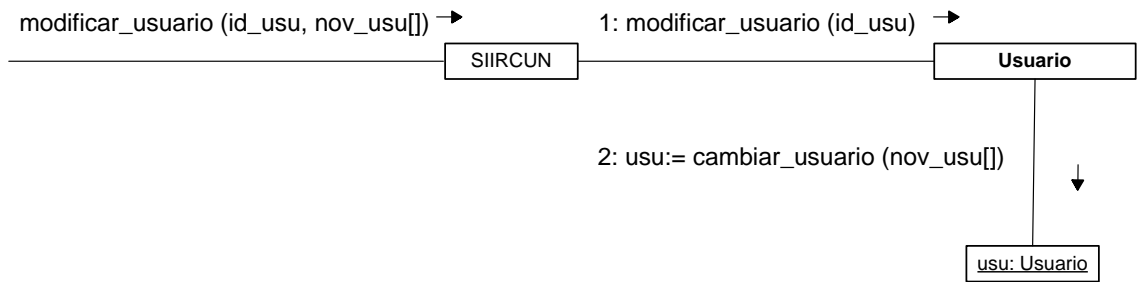 modificar_usuario (id_usu, nov_usu[])
1: modificar_usuario (id_usu)
SIIRCUN
Usuario
2: usu:= cambiar_usuario (nov_usu[])
usu: Usuario